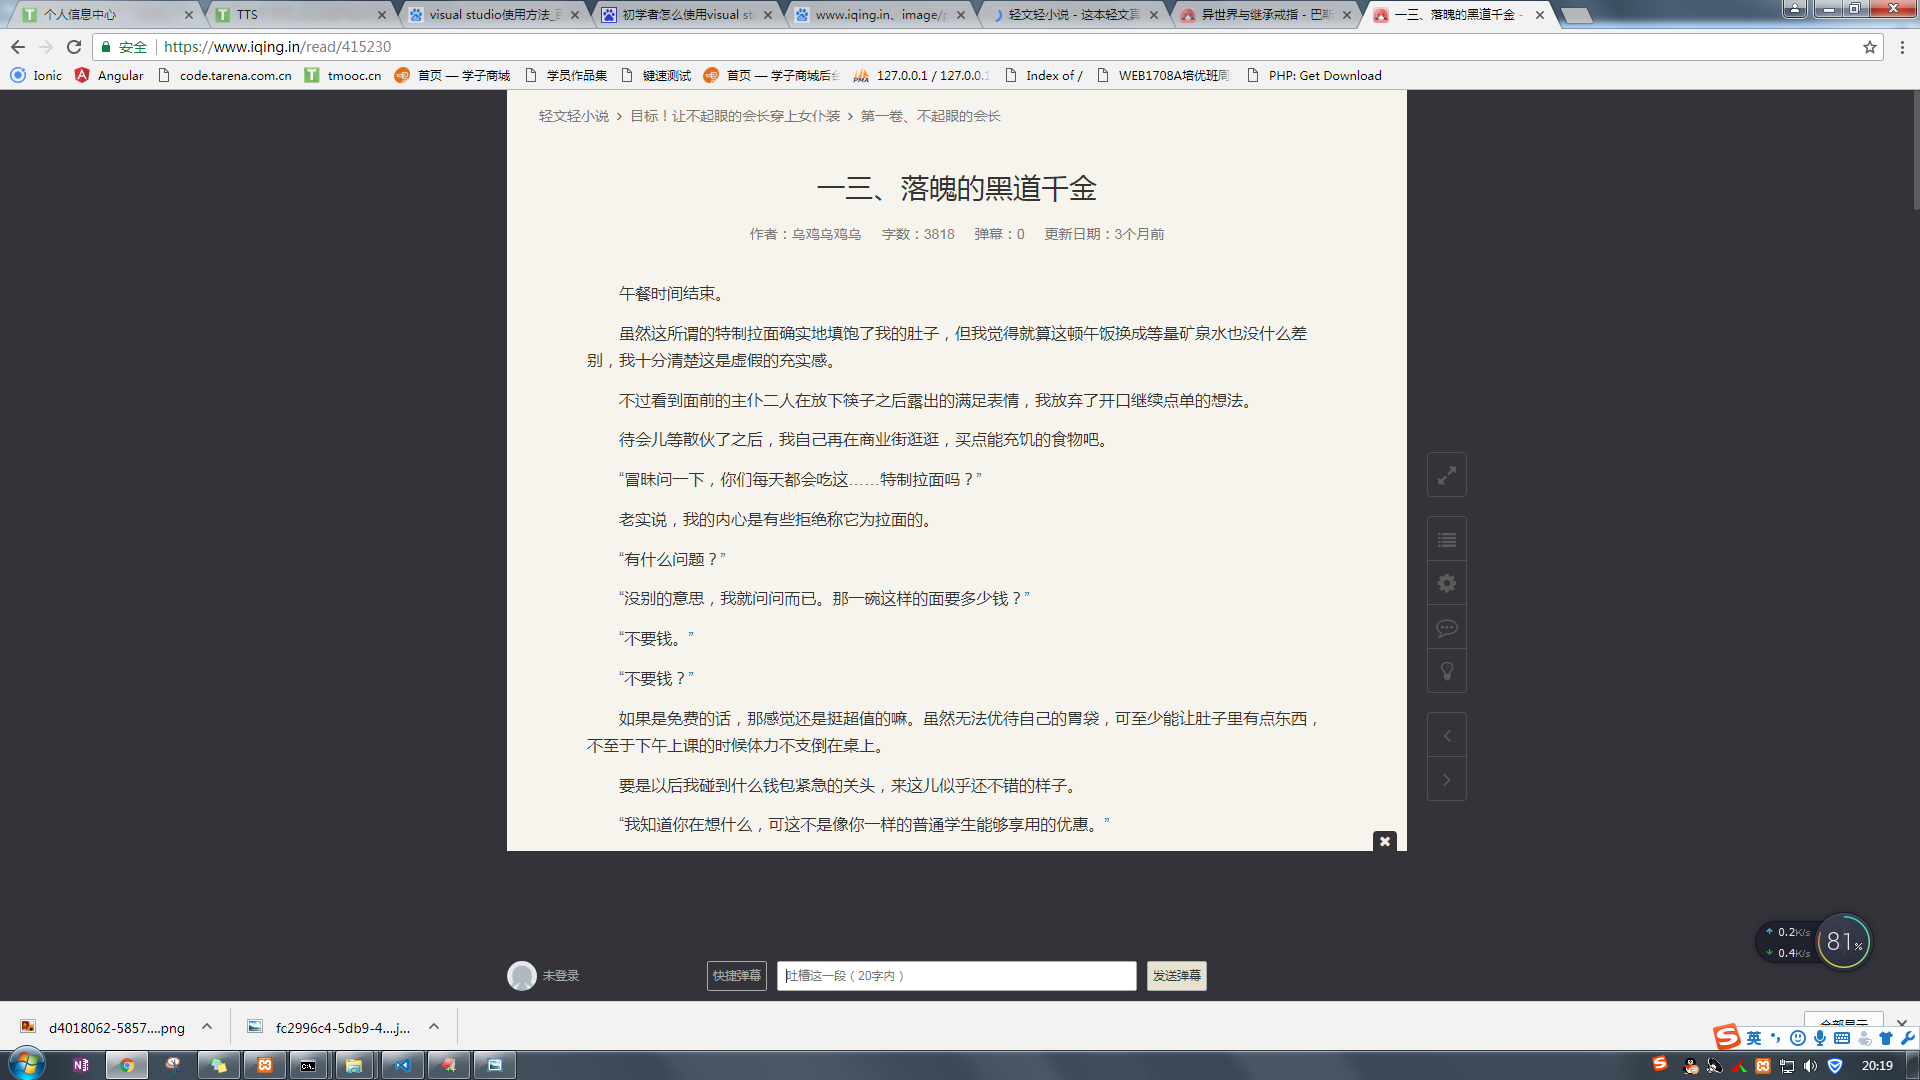 个人信息中心
TTS
visual studio使用方法_百
初学者怎么使用visual st
www.iqing.in、image/p
轻文轻小说 - 这本轻文真
异世界与继承戒指 - 巴斯
一三、落魄的黑道千金 -
安全 https://www.iqing.in/read/415230
Ionic Angular code.tarena.com.cn tmooc.cn 首页 — 学子商城 学员作品集 键速测试 首页 — 学子商城后台 127.0.0.1 / 127.0.0.1 Index of / WEB1708A培优班周 PHP: Get Download
轻文轻小说 > 目标！让不起眼的会长穿上女仆装 > 第一卷、不起眼的会长
一三、落魄的黑道千金
作者：乌鸡乌鸡乌 字数：3818 弹幕：0 更新日期：3个月前
午餐时间结束。
虽然这所谓的特制拉面确实地填饱了我的肚子，但我觉得就算这顿午饭换成等量矿泉水也没什么差
别，我十分清楚这是虚假的充实感。
不过看到面前的主仆二人在放下筷子之后露出的满足表情，我放弃了开口继续点单的想法。
待会儿等散伙了之后，我自己再在商业街逛逛，买点能充饥的食物吧。
“冒昧问一下，你们每天都会吃这……特制拉面吗？”
老实说，我的内心是有些拒绝称它为拉面的。
“有什么问题？”
“没别的意思，我就问问而已。那一碗这样的面要多少钱？”
“不要钱。”
“不要钱？”
如果是免费的话，那感觉还是挺超值的嘛。虽然无法优待自己的胃袋，可至少能让肚子里有点东西，
不至于下午上课的时候体力不支倒在桌上。
要是以后我碰到什么钱包紧急的关头，来这儿似乎还不错的样子。
“我知道你在想什么，可这不是像你一样的普通学生能够享用的优惠。”
0.2K/s
0.4K/s
81%
未登录 快捷弹幕 吐槽这一段（20字内） 发送弹幕
d4018062-5857....png
fc2996c4-5db9-4....j...
全部显示
英
20:19